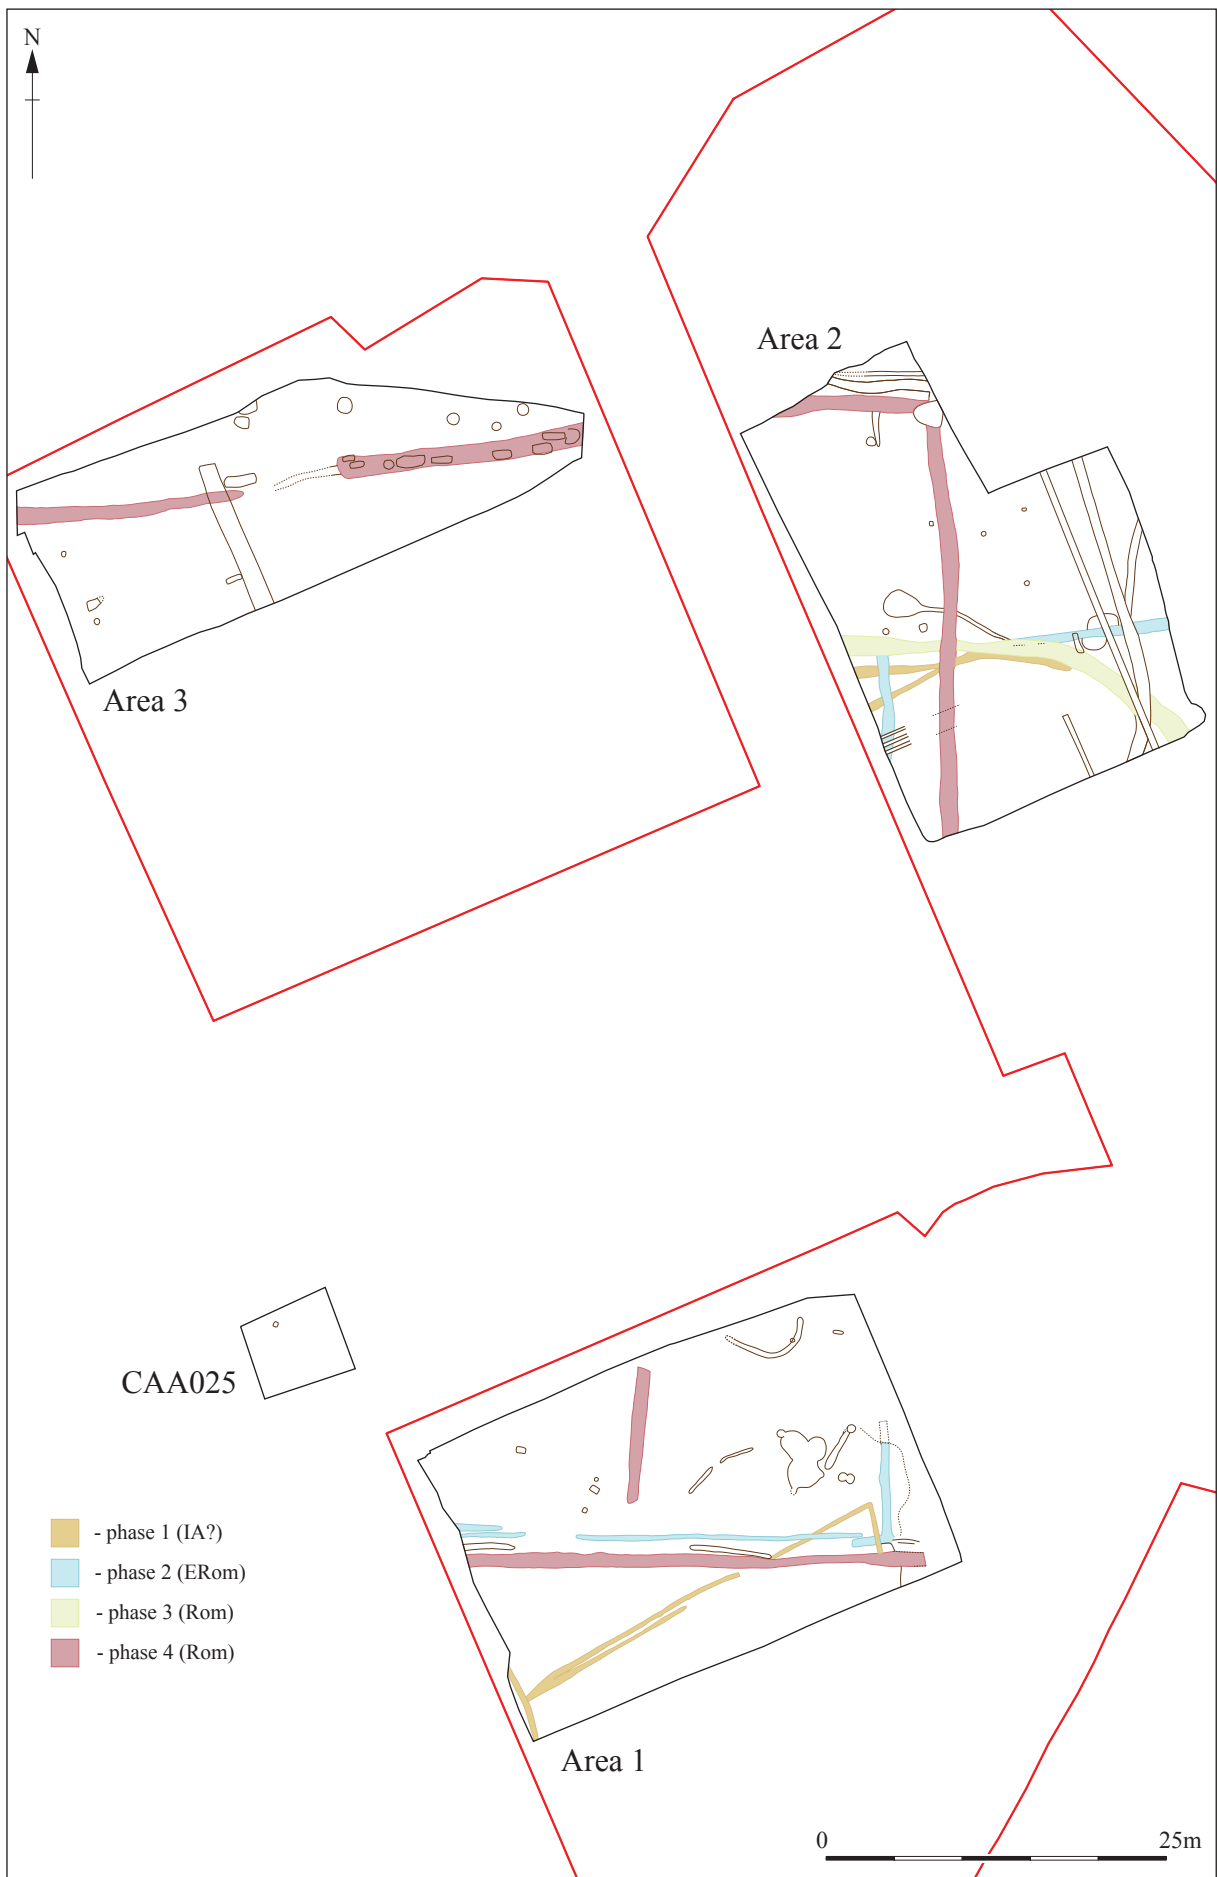 N
Area 2
Area 3
CAA025
- phase 1 (IA?)
- phase 2 (ERom)
- phase 3 (Rom)
- phase 4 (Rom)
Area 1
0 25m